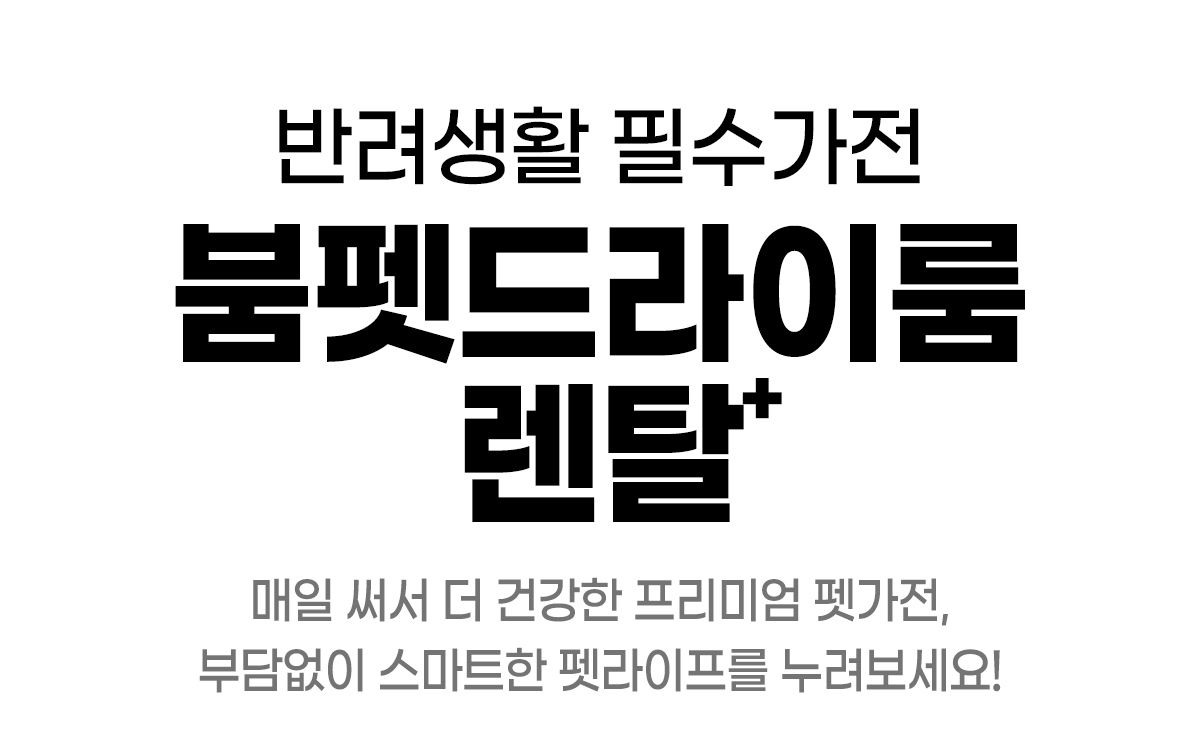 반려생활 필수가전
붐펫드라이룸
렌탈+
매일 써서 더 건강한 프리미엄 펫가전,
부담없이 스마트한 펫라이프를 누려보세요!